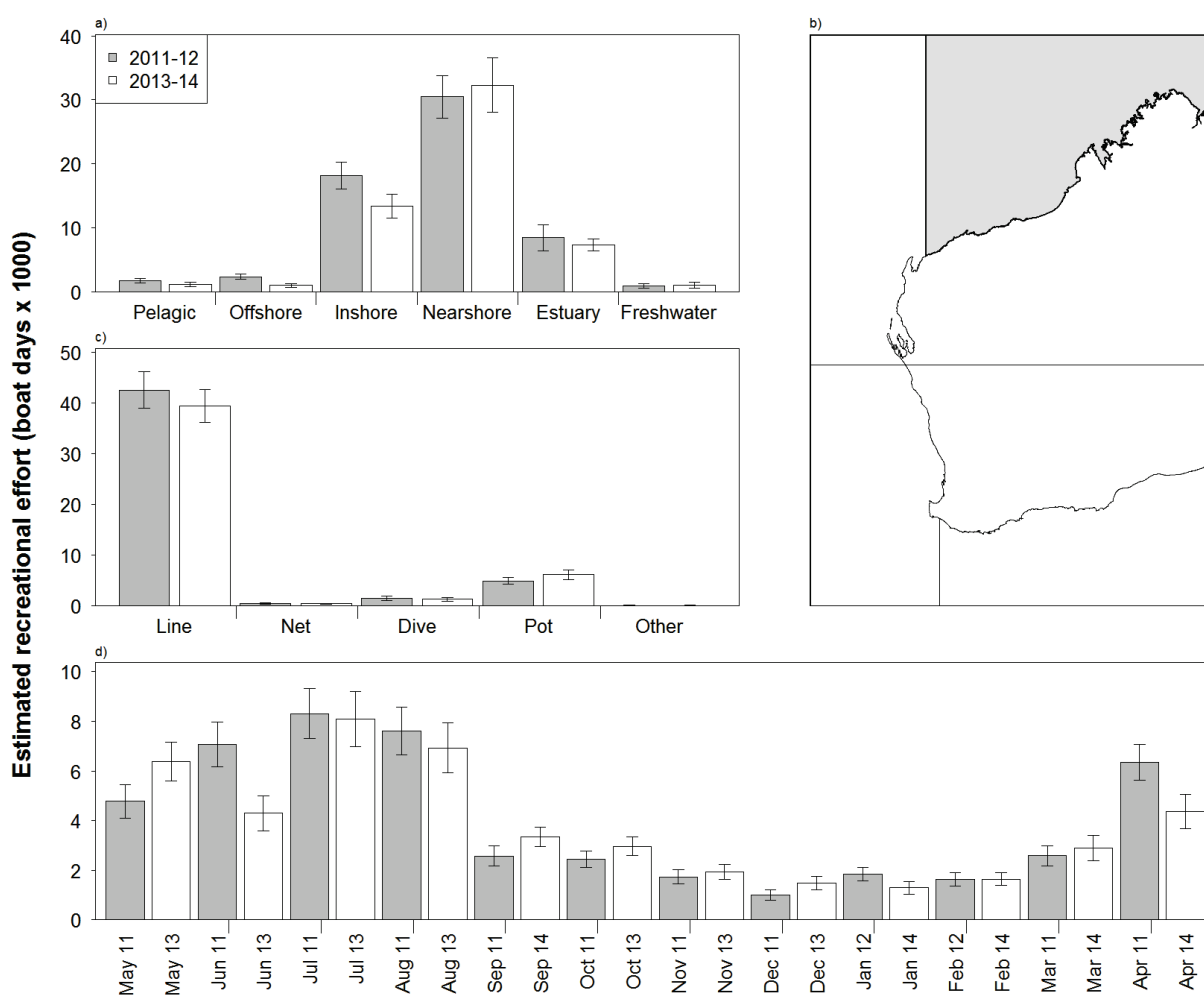 Estimated recreational effort (boat days x 1000)
a)
40
30
20
10
0
2011-12
2013-14
Pelagic Offshore Inshore Nearshore Estuary Freshwater
b)
c)
50
40
30
20
10
0
Line Net Dive Pot Other
d)
10
8
6
4
2
0
May 11
May 13
Jun 11
Jun 13
Jul 11
Jul 13
Aug 11
Aug 13
Sep 11
Sep 14
Oct 11
Oct 13
Nov 11
Nov 13
Dec 11
Dec 13
Jan 12
Jan 14
Feb 12
Feb 14
Mar 11
Mar 14
Apr 11
Apr 14